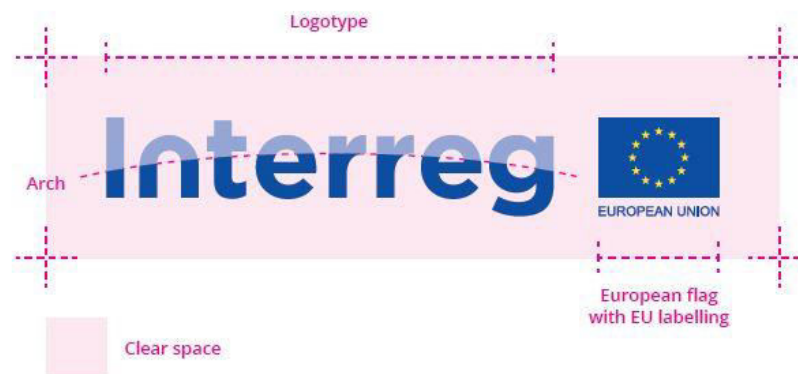 Logotype
Interreg
Arch
EUROPEAN UNION
European flag
with EU labelling
Clear space